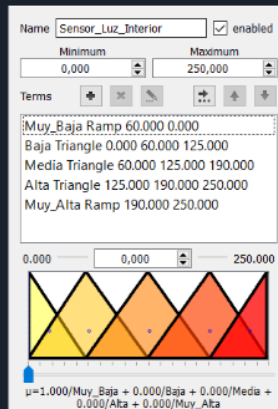 Name Sensor_Luz_Interior enabled
Minimum Maximum
0,000 250,000
Terms
Muy_Baja Ramp 60.000 0.000
Baja Triangle 0.000 60.000 125.000
Media Triangle 60.000 125.000 190.000
Alta Triangle 125.000 190.000 250.000
Muy_Alta Ramp 190.000 250.000
0.000 0,000 250.000
µ=1.000/Muy_Baja + 0.000/Baja + 0.000/Media +
0.000/Alta + 0.000/Muy_Alta